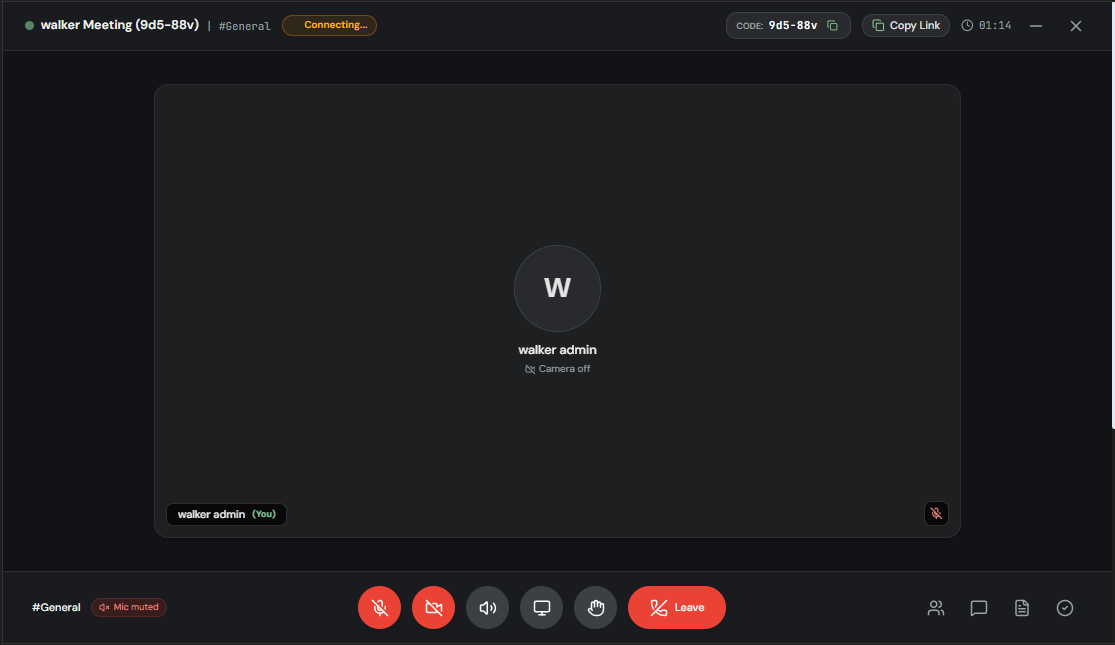 walker Meeting (9d5-88v) | #General Connecting... CODE: 9d5-88v Copy Link 01:14
W
walker admin
Camera off
walker admin (You)
#General Mic muted Leave